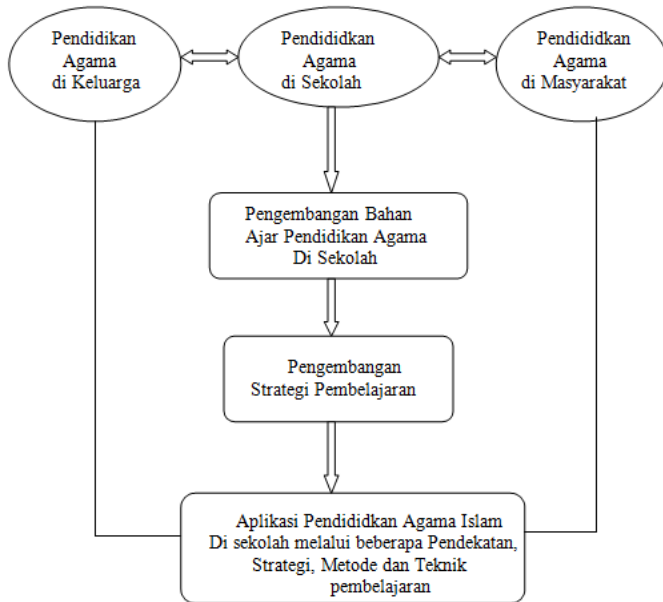 Pendidikan
Agama
di Keluarga
Pendididkan
Agama
di Sekolah
Pendididkan
Agama
di Masyarakat
Pengembangan Bahan
Ajar Pendidikan Agama
Di Sekolah
Pengembangan
Strategi Pembelajaran
Aplikasi Pendididkan Agama Islam
Di sekolah melalui beberapa Pendekatan,
Strategi, Metode dan Teknik
pembelajaran